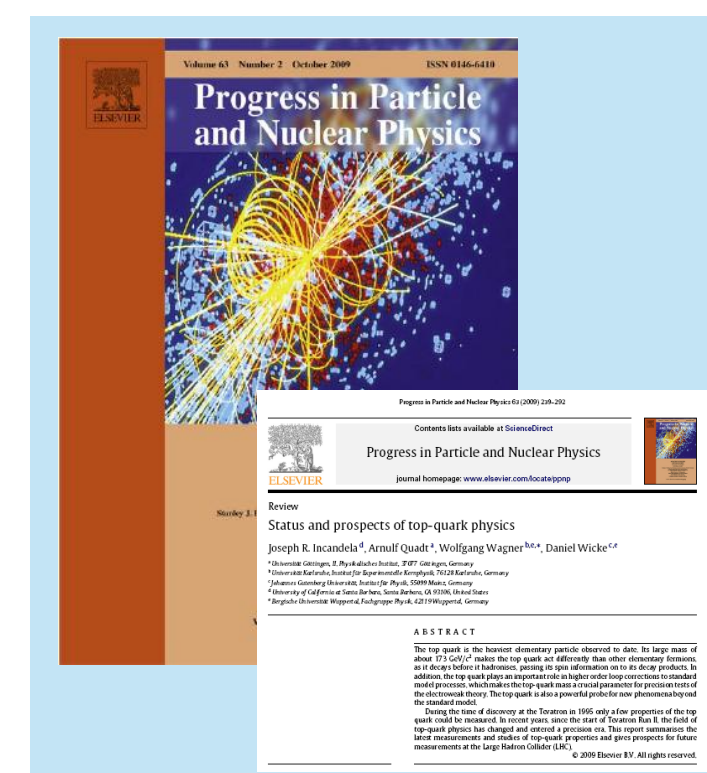 Volume 63 Number 2 October 2009 ISSN 0146-6410
ELSEVIER
Progress in Particle
and Nuclear Physics
Stanley J.
Progress in Particle and Nuclear Physics 63 (2009) 239–292
Contents lists available at ScienceDirect
Progress in Particle and Nuclear Physics
journal homepage: www.elsevier.com/locate/ppnp
ELSEVIER
Review
Status and prospects of top-quark physics
Joseph R. Incandela d, Arnulf Quadt a, Wolfgang Wagner b,e,*, Daniel Wicke c,e
a Universität Göttingen, II. Physikalisches Institut, 37077 Göttingen, Germany
b Universität Karlsruhe, Institut für Experimentelle Kernphysik, 76128 Karlsruhe, Germany
c Johannes Gutenberg Universität, Institut für Physik, 55099 Mainz, Germany
d University of California at Santa Barbara, Santa Barbara, CA 93106, United States
e Bergische Universität Wuppertal, Fachgruppe Physik, 42119 Wuppertal, Germany
ABSTRACT
The top quark is the heaviest elementary particle observed to date. Its large mass of
about 173 GeV/c² makes the top quark act differently than other elementary fermions,
as it decays before it hadronises, passing its spin information on to its decay products. In
addition, the top quark plays an important role in higher order loop corrections to standard
model processes, which makes the top-quark mass a crucial parameter for precision tests of
the electroweak theory. The top quark is also a powerful probe for new phenomena beyond
the standard model.
During the time of discovery at the Tevatron in 1995 only a few properties of the top
quark could be measured. In recent years, since the start of Tevatron Run II, the field of
top-quark physics has changed and entered a precision era. This report summarises the
latest measurements and studies of top-quark properties and gives prospects for future
measurements at the Large Hadron Collider (LHC).
© 2009 Elsevier B.V. All rights reserved.